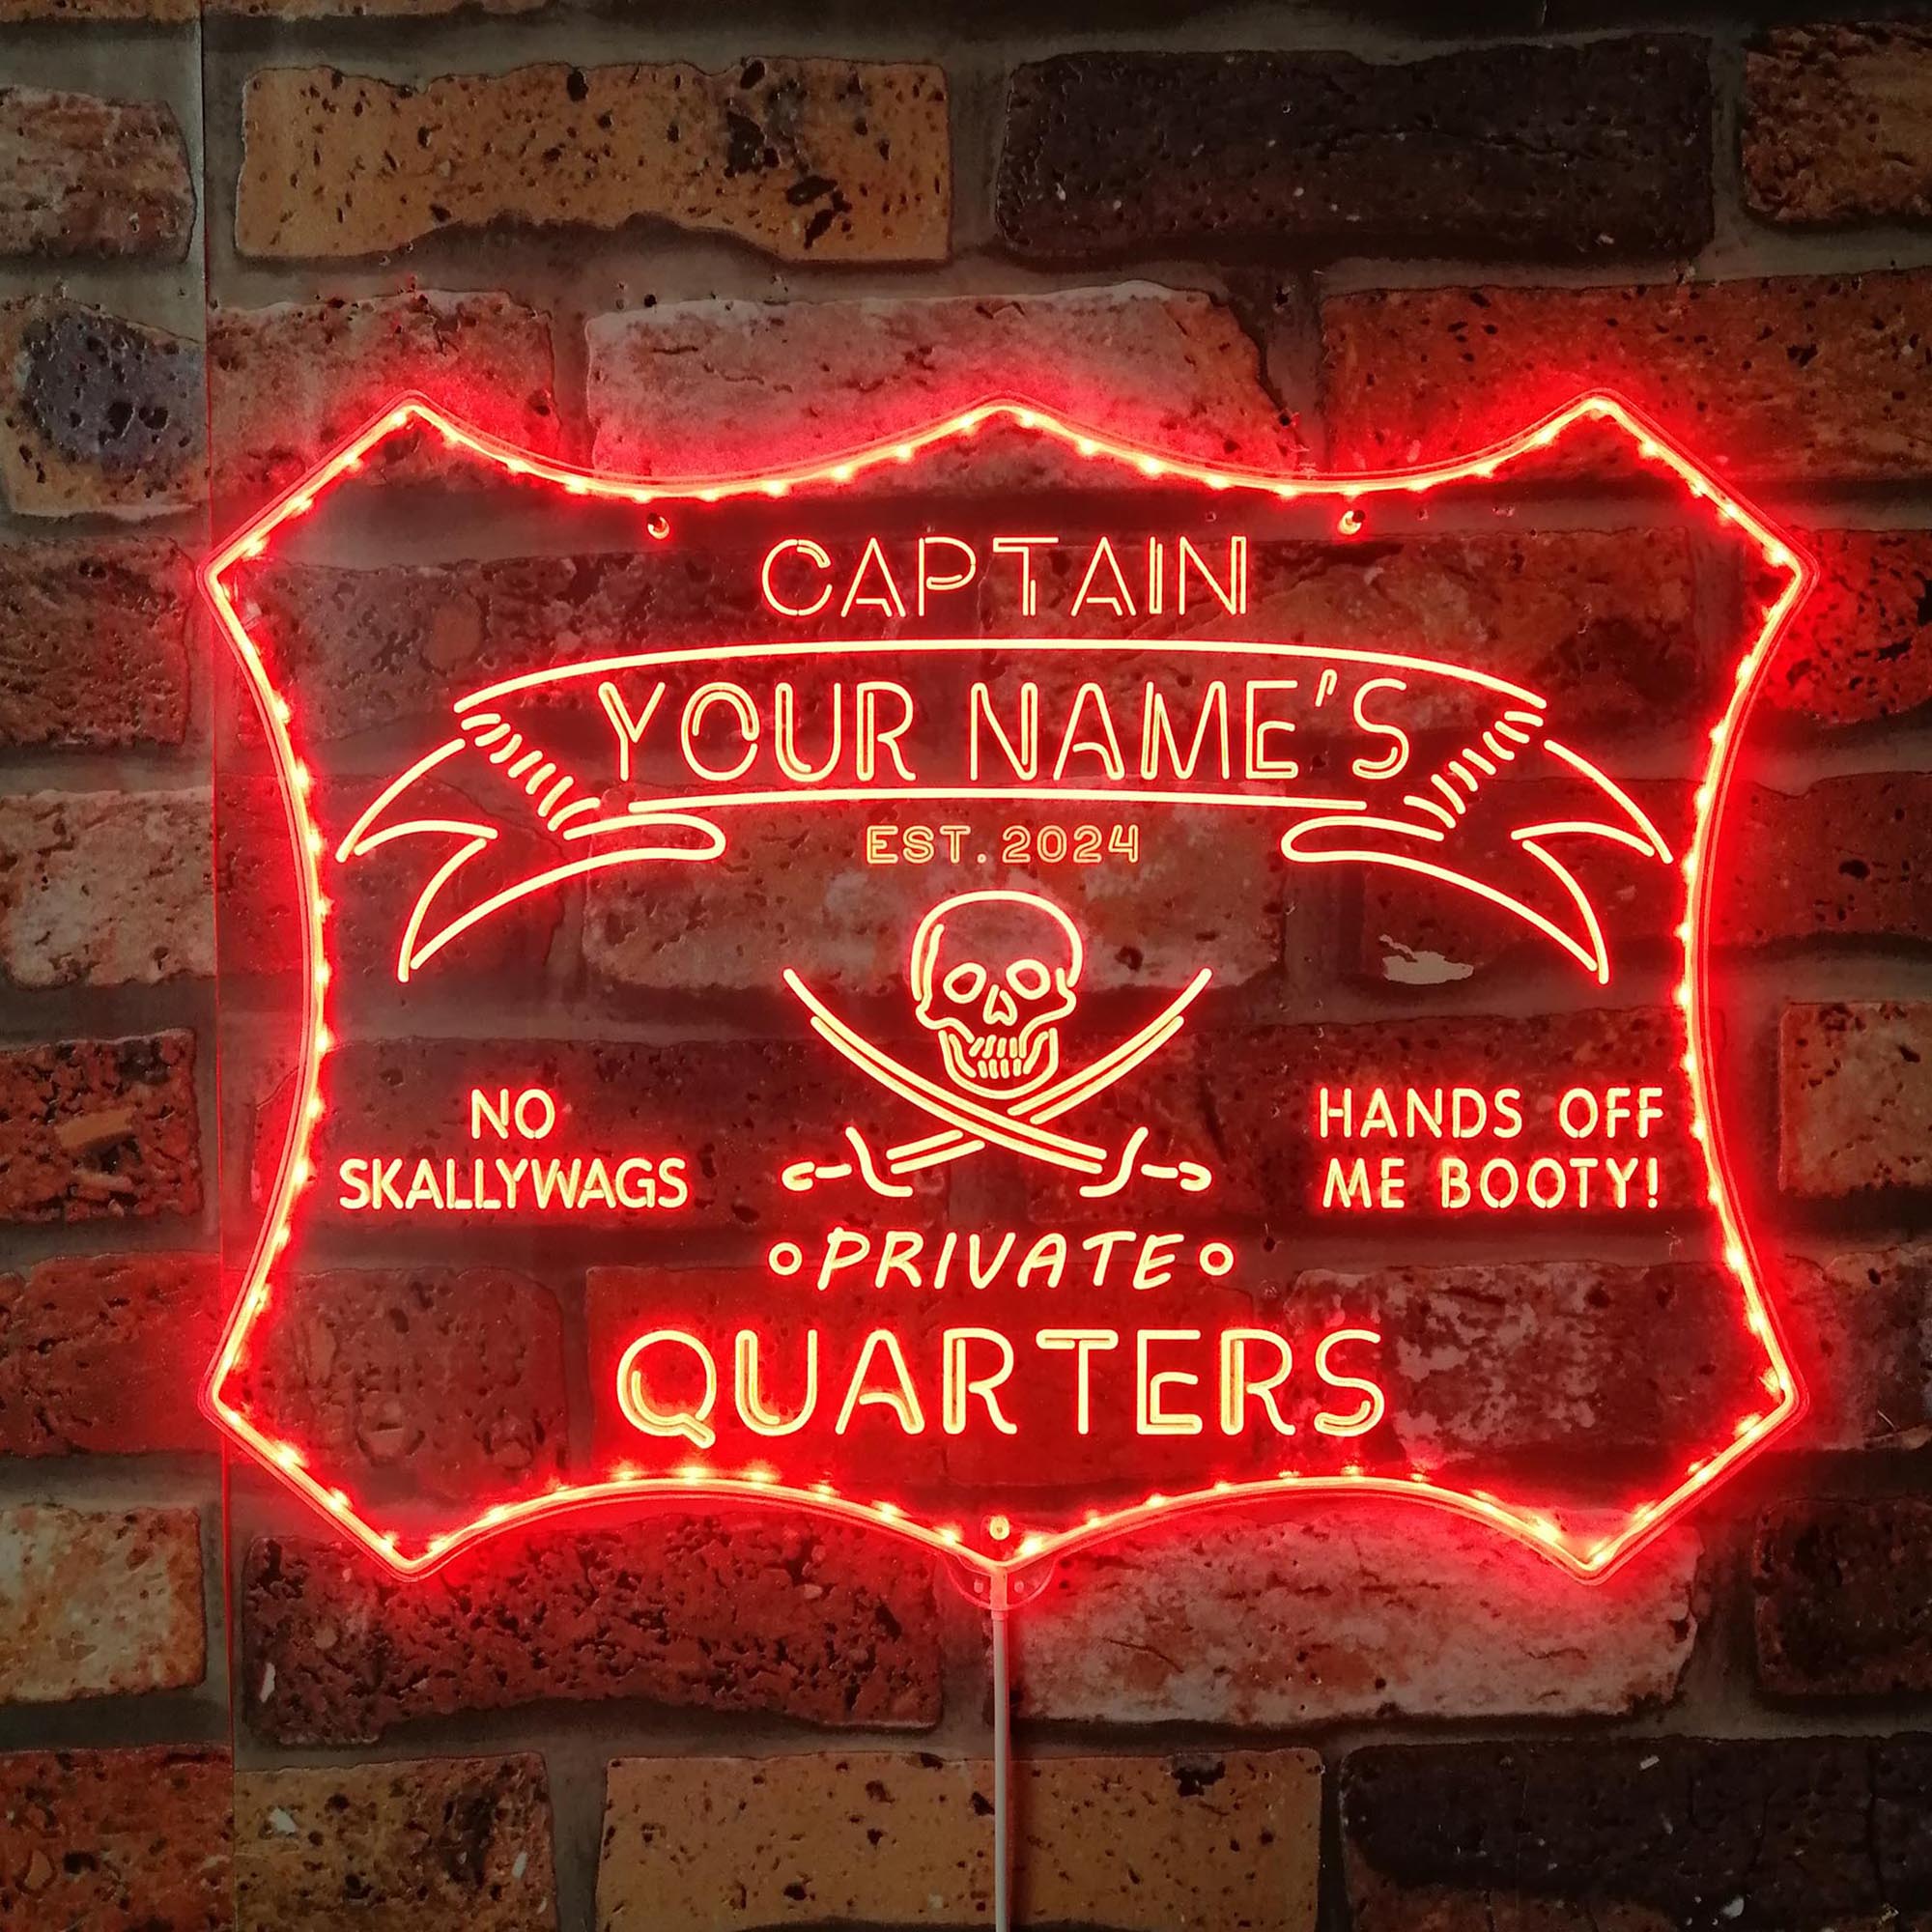 CAPTAIN
YOUR NAME'S
EST. 2024
NO
SKALLYWAGS
HANDS OFF
ME BOOTY!
PRIVATE
QUARTERS